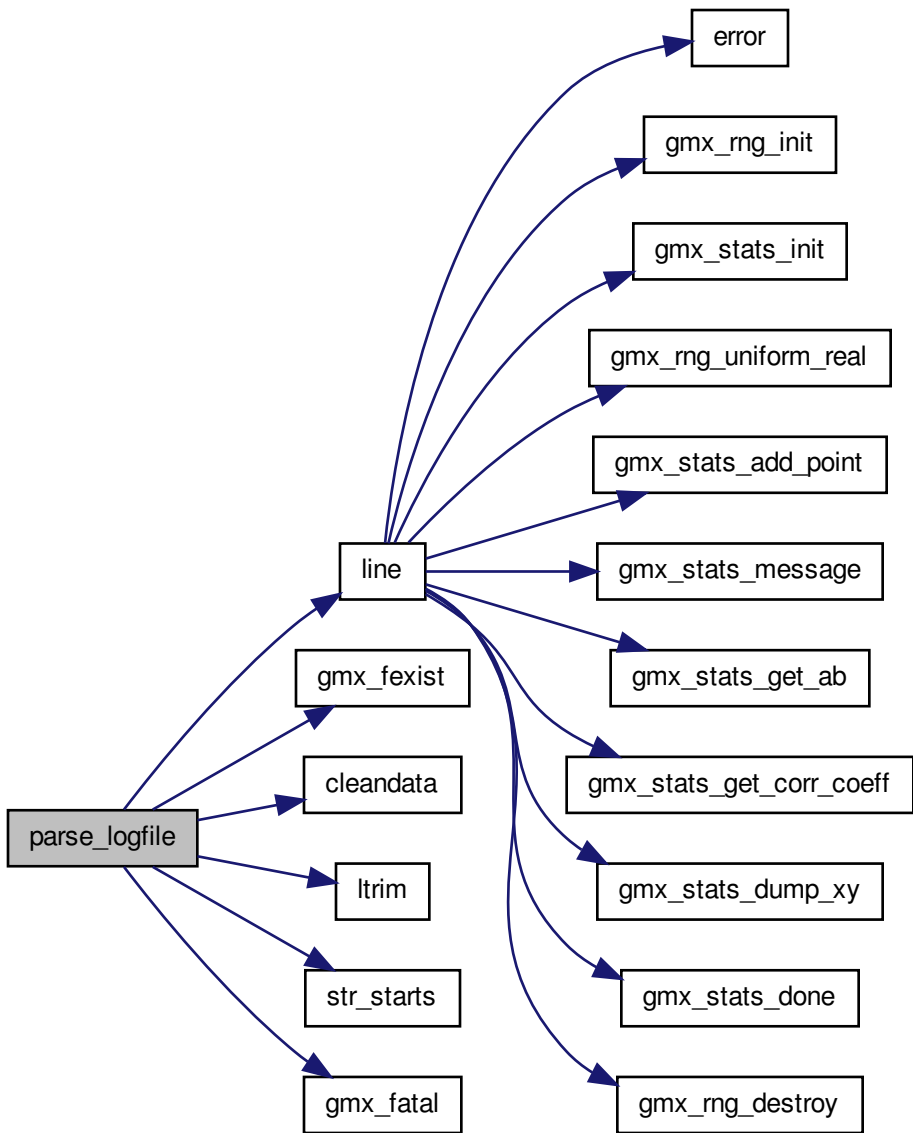 error
gmx_rng_init
gmx_stats_init
gmx_rng_uniform_real
gmx_stats_add_point
line
gmx_stats_message
gmx_fexist
gmx_stats_get_ab
cleandata
gmx_stats_get_corr_coeff
parse_logfile
ltrim
gmx_stats_dump_xy
str_starts
gmx_stats_done
gmx_fatal
gmx_rng_destroy